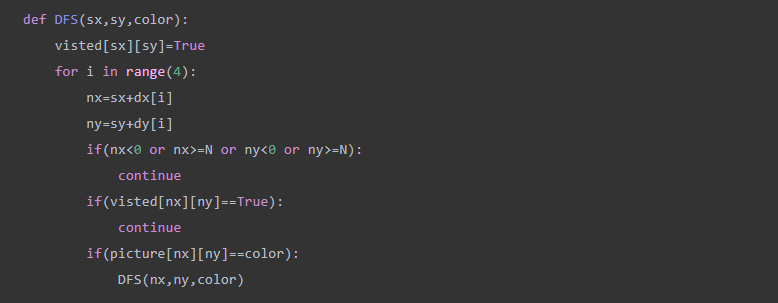 def DFS(sx,sy,color):
    visted[sx][sy]=True
    for i in range(4):
        nx=sx+dx[i]
        ny=sy+dy[i]
        if(nx<0 or nx>=N or ny<0 or ny>=N):
            continue
        if(visted[nx][ny]==True):
            continue
        if(picture[nx][ny]==color):
            DFS(nx,ny,color)